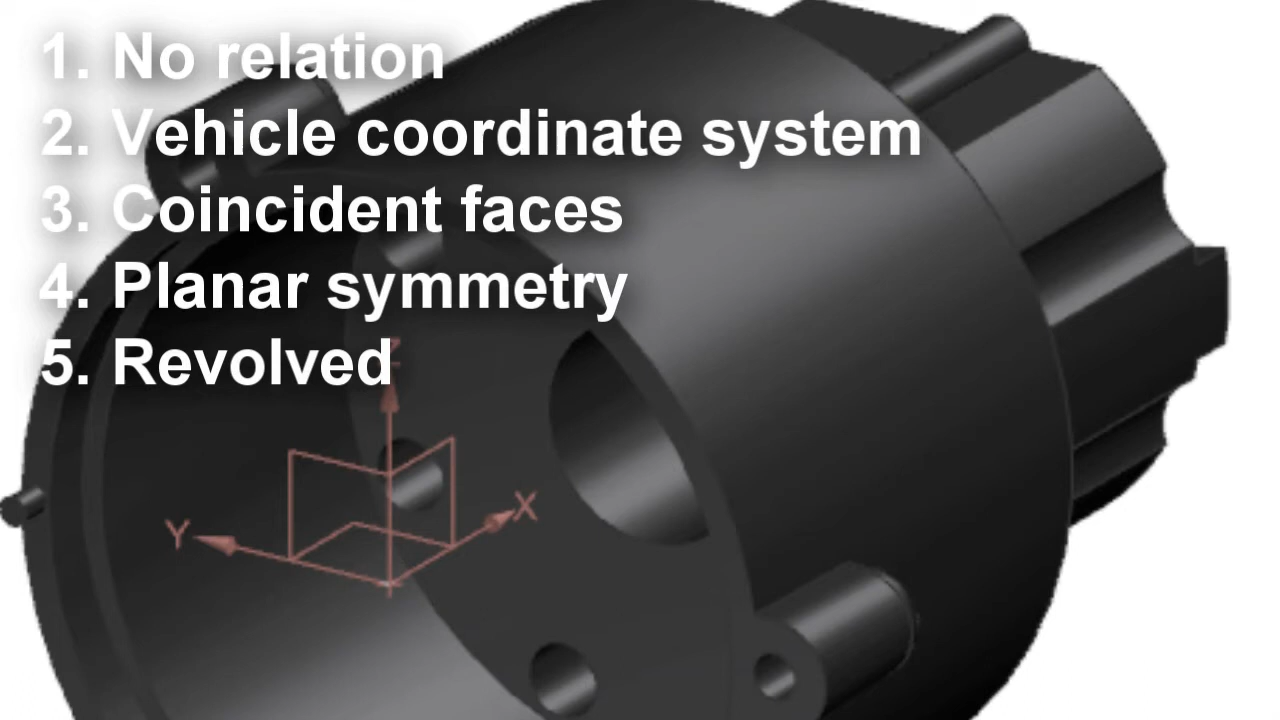 1. No relation
2. Vehicle coordinate system
3. Coincident faces
4. Planar symmetry
5. Revolved
Z
X
Y